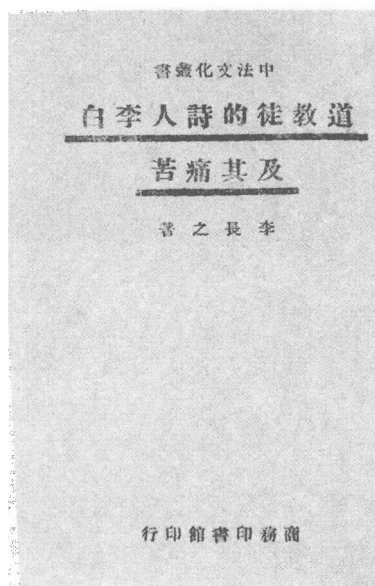 中法文化叢書
道教徒的詩人李白
及其痛苦
李長之著
商務印書館印行